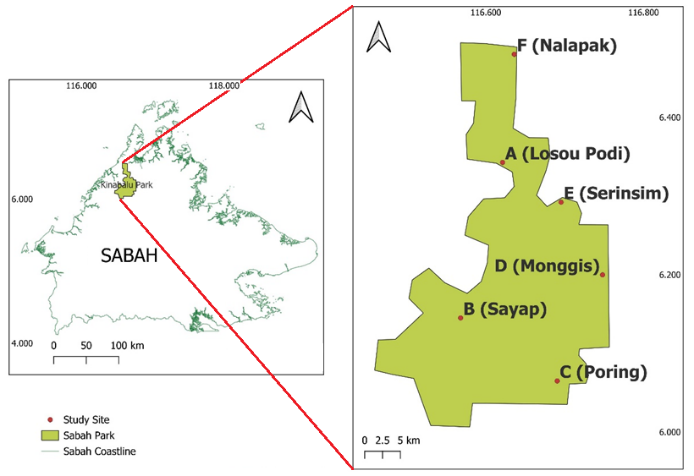 116.000
118.000
6.000
4.000
Kinabalu Park
SABAH
0 50 100 km
Study Site
Sabah Park
Sabah Coastline
116.600
116.800
6.400
6.200
6.000
F (Nalapak)
A (Losou Podi)
E (Serinsim)
D (Monggis)
B (Sayap)
C (Poring)
0 2.5 5 km